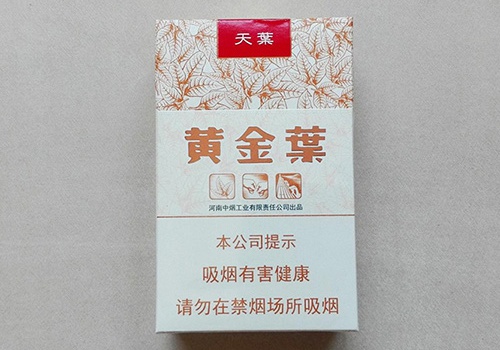 天葉
黄金葉
河南中烟工业有限责任公司出品
本公司提示
吸烟有害健康
请勿在禁烟场所吸烟